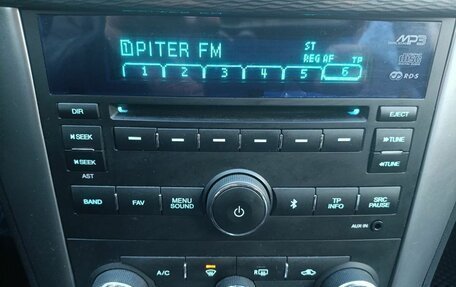 1 PITER FM ST
REG AF TP
1 2 3 4 5 6
MP3
RDS
DIR EJECT
SEEK TUNE
SEEK TUNE
AST
BAND FAV MENU SOUND TP INFO SRC PAUSE
AUX IN
A/C R